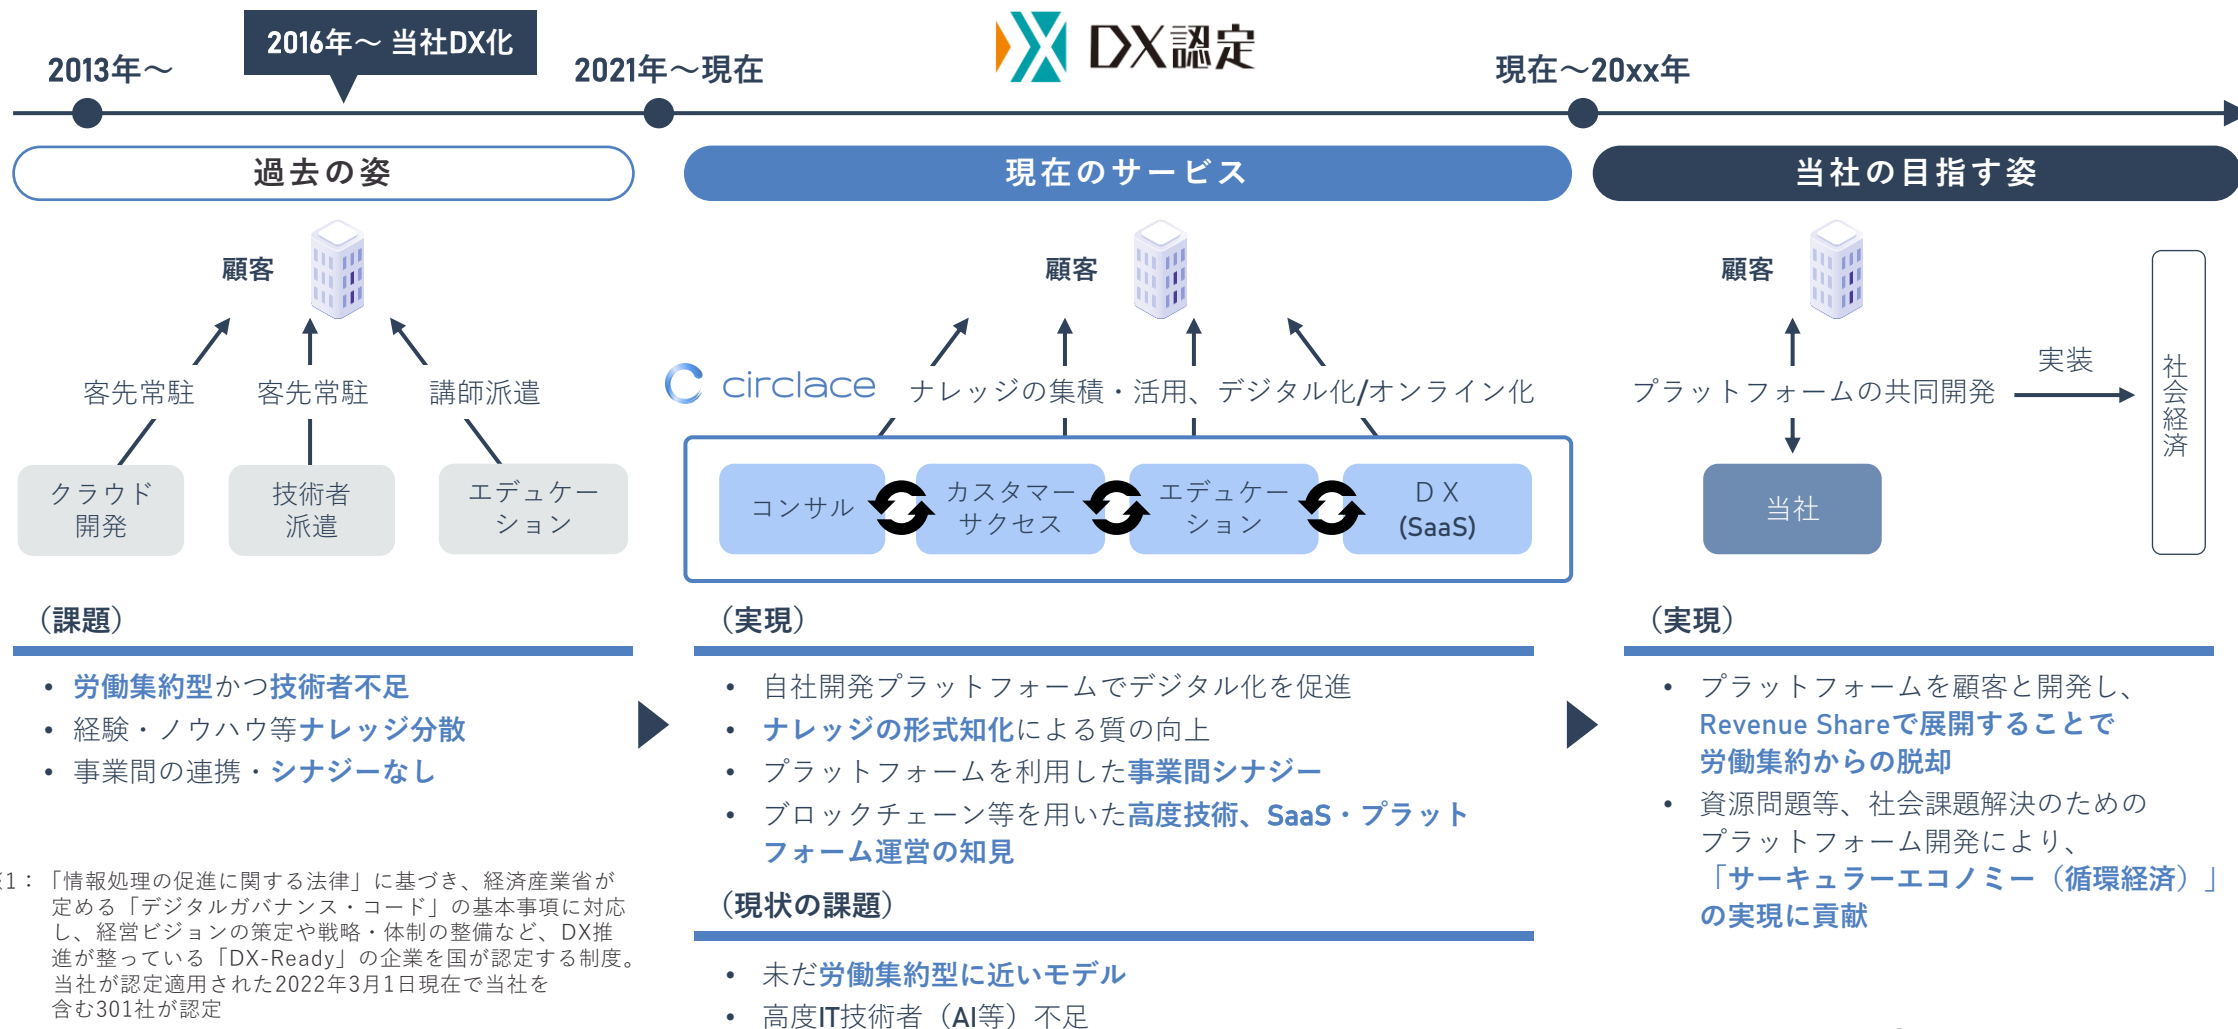 2013年～
2016年～ 当社DX化
2021年～現在
DX認定
現在～20xx年
過去の姿
顧客
客先常駐
客先常駐
講師派遣
クラウド
開発
技術者
派遣
エデュケー
ション
（課題）
• 労働集約型かつ技術者不足
• 経験・ノウハウ等ナレッジ分散
• 事業間の連携・シナジーなし
1：「情報処理の促進に関する法律」に基づき、経済産業省が
定める「デジタルガバナンス・コード」の基本事項に対応
し、経営ビジョンの策定や戦略・体制の整備など、DX推
進が整っている「DX-Ready」の企業を国が認定する制度。
当社が認定適用された2022年3月1日現在で当社を
含む301社が認定
現在のサービス
顧客
circlace
ナレッジの集積・活用、デジタル化/オンライン化
コンサル
カスタマー
サクセス
エデュケー
ション
ＤＸ
(SaaS)
（実現）
• 自社開発プラットフォームでデジタル化を促進
• ナレッジの形式知化による質の向上
• プラットフォームを利用した事業間シナジー
• ブロックチェーン等を用いた高度技術、SaaS・プラット
フォーム運営の知見
（現状の課題）
• 未だ労働集約型に近いモデル
• 高度IT技術者（AI等）不足
当社の目指す姿
顧客
プラットフォームの共同開発
実装
社会経済
当社
（実現）
• プラットフォームを顧客と開発し、
Revenue Shareで展開することで
労働集約からの脱却
• 資源問題等、社会課題解決のための
プラットフォーム開発により、
「サーキュラーエコノミー（循環経済）」
の実現に貢献